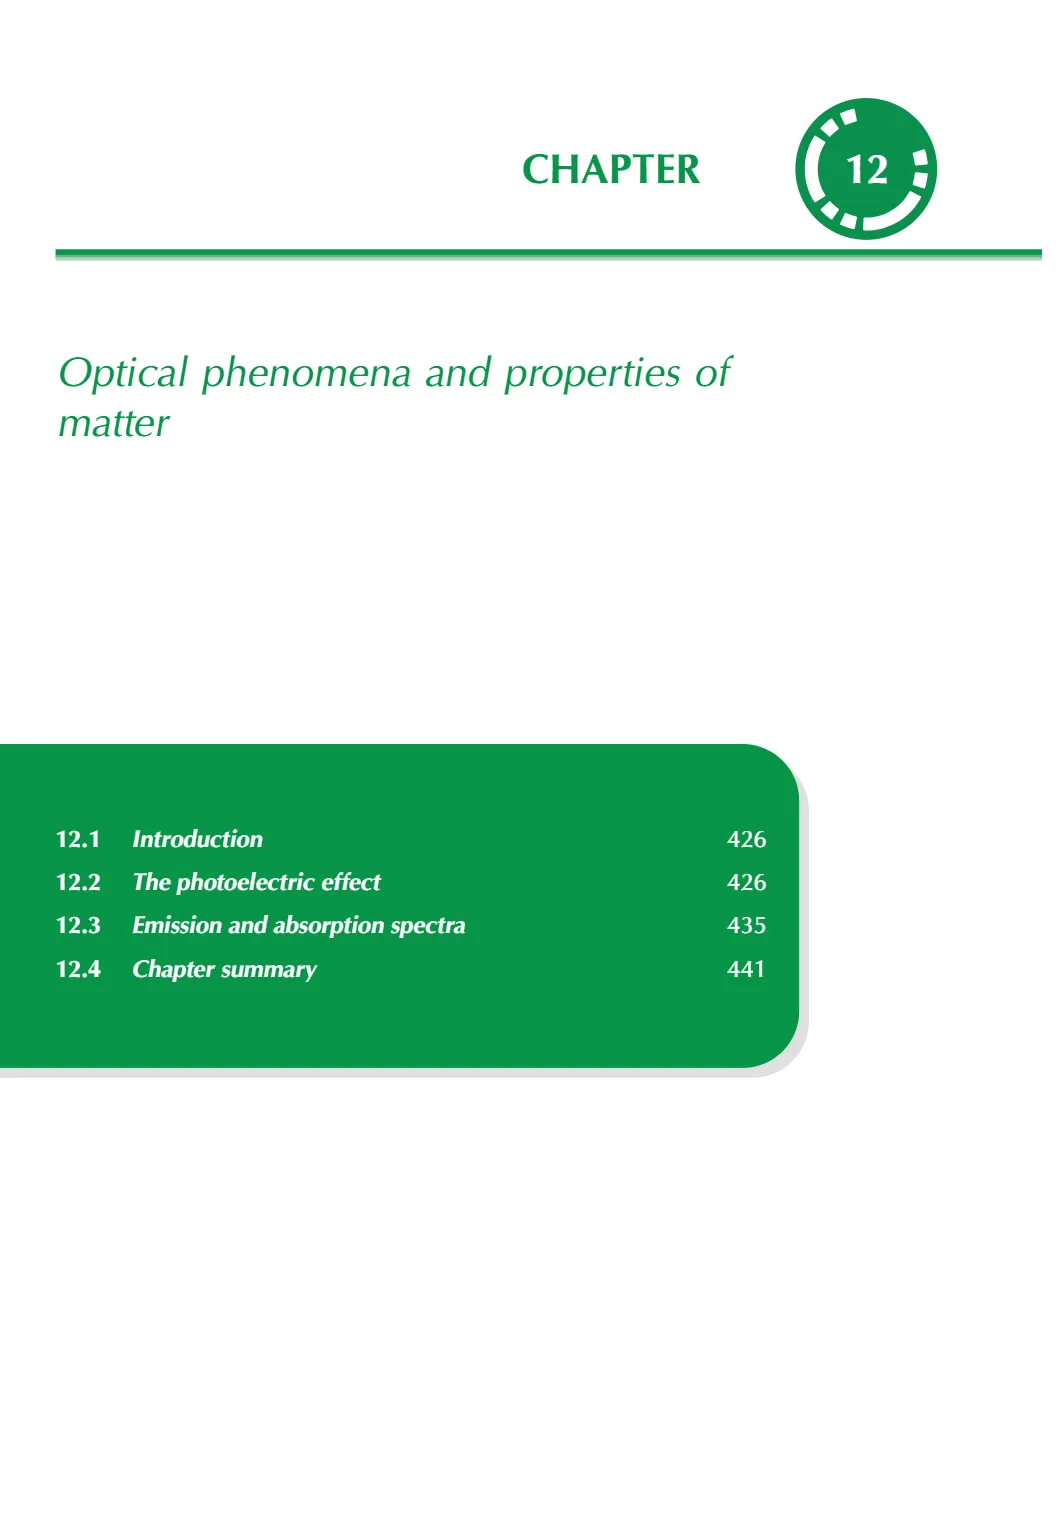 CHAPTER 12
Optical phenomena and properties of
matter
12.1 Introduction 426
12.2 The photoelectric effect 426
12.3 Emission and absorption spectra 435
12.4 Chapter summary 441